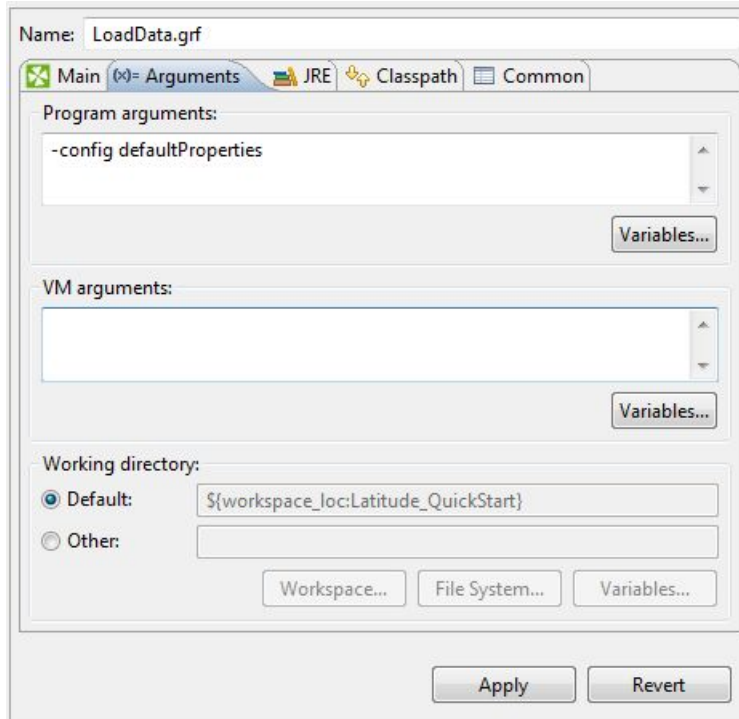 Name: LoadData.grf
Main (x)= Arguments JRE Classpath Common
Program arguments:
-config defaultProperties
Variables...
VM arguments:
Variables...
Working directory:
Default: ${workspace_loc:Latitude_QuickStart}
Other:
Workspace... File System... Variables...
Apply Revert